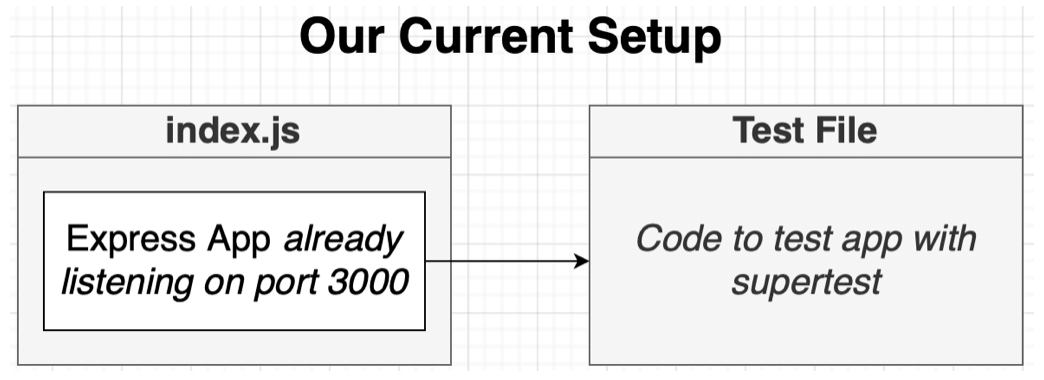 Our Current Setup
index.js
Express App already
listening on port 3000
Test File
Code to test app with
supertest